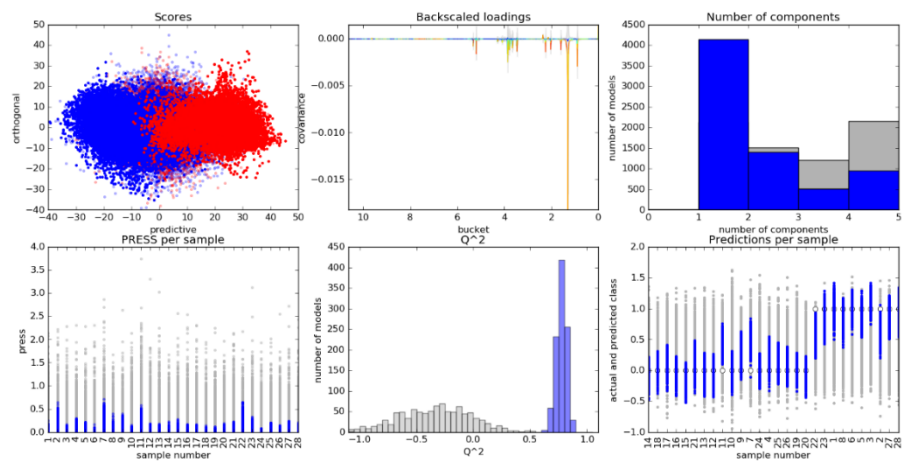 Scores
50
40
30
20
10
0
−10
−20
−30
−40
orthogonal
−40 −30 −20 −10 0 10 20 30 40 50
predictive
Backscaled loadings
0.000
−0.005
−0.010
−0.015
covariance
10 8 6 4 2 0
bucket
Number of components
4500
4000
3500
3000
2500
2000
1500
1000
500
0
number of models
0 1 2 3 4 5
number of components
PRESS per sample
4.0
3.5
3.0
2.5
2.0
1.5
1.0
0.5
0.0
press
1 2 3 4 5 6 7 8 9 10 11 12 13 14 15 16 17 18 19 20 21 22 23 24 25 26 27 28
sample number
Q^2
450
400
350
300
250
200
150
100
50
0
number of models
−1.0 −0.5 0.0 0.5 1.0
Q^2
Predictions per sample
2.0
1.5
1.0
0.5
0.0
−0.5
−1.0
actual and predicted class
14 18 17 16 15 21 13 12 11 10 9 7 24 4 25 26 19 20 22 23 1 8 6 5 3 2 27 28
sample number